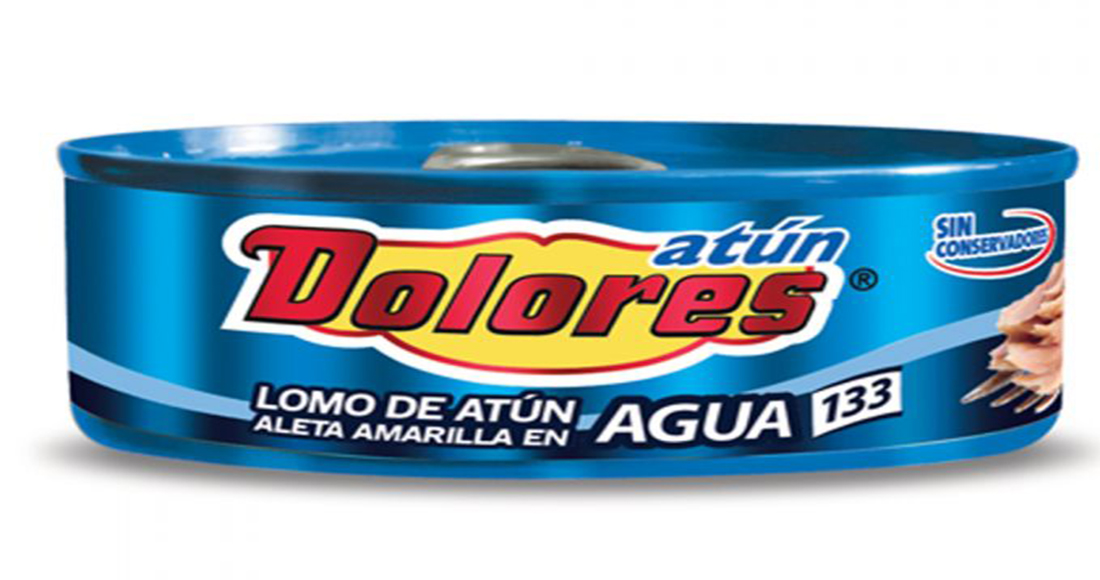 atún
Dolores®
SIN
CONSERVADORES
LOMO DE ATÚN
ALETA AMARILLA EN
AGUA 133